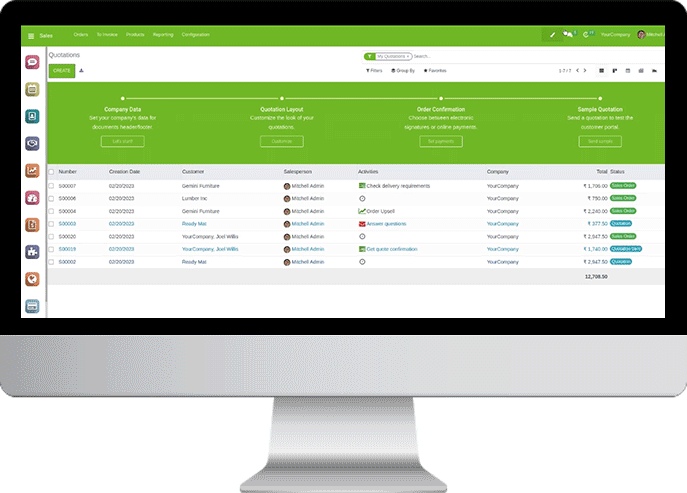 Sales Orders To Invoice Products Reporting Configuration YourCompany Mitchell A
Quotations My Quotations × Search...
CREATE Filters Group By Favorites 1-7 / 7
Company Data Quotation Layout Order Confirmation Sample Quotation
Set your company's data for Customize the look of your Choose between electronic Send a quotation to test the
documents header/footer. quotations. signatures or online payments. customer portal.
Let's start! Customize Set payments Send sample
Number Creation Date Customer Salesperson Activities Company Total Status
S00007 02/20/2023 Gemini Furniture Mitchell Admin Check delivery requirements YourCompany ₹ 1,706.00 Sales Order
S00006 02/20/2023 Lumber Inc Mitchell Admin YourCompany ₹ 750.00 Sales Order
S00004 02/20/2023 Gemini Furniture Mitchell Admin Order Upsell YourCompany ₹ 2,240.00 Sales Order
S00003 02/20/2023 Ready Mat Mitchell Admin Answer questions YourCompany ₹ 377.50 Quotation
S00020 02/20/2023 YourCompany, Joel Willis Mitchell Admin YourCompany ₹ 2,947.50 Sales Order
S00019 02/20/2023 YourCompany, Joel Willis Mitchell Admin Get quote confirmation YourCompany ₹ 1,740.00 Quotation Sent
S00002 02/20/2023 Ready Mat Mitchell Admin YourCompany ₹ 2,947.50 Quotation
12,708.50